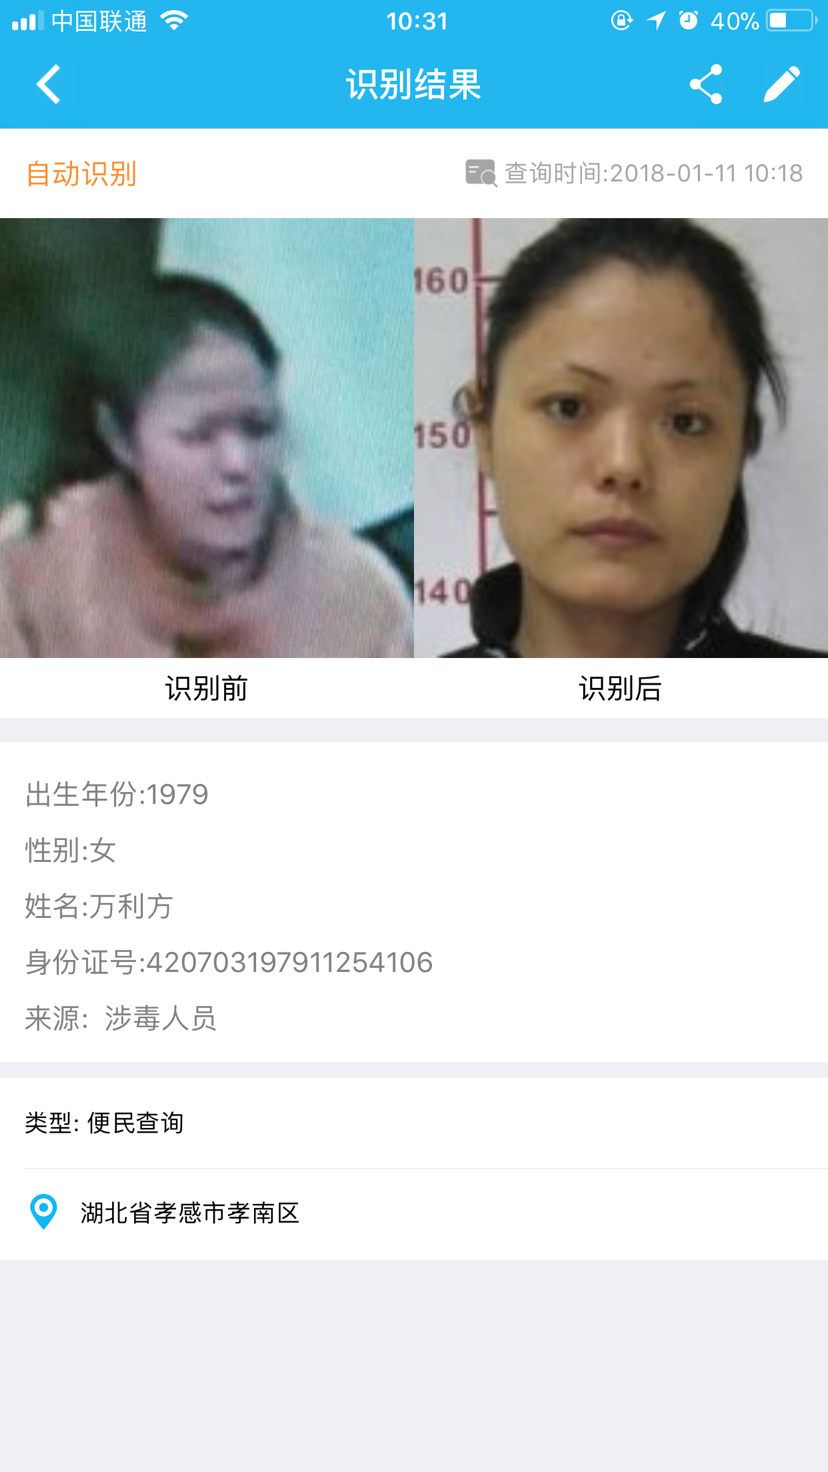 中国联通 10:31 40%
识别结果
自动识别 查询时间:2018-01-11 10:18
160
150
140
识别前 识别后
出生年份:1979
性别:女
姓名:万利方
身份证号:420703197911254106
来源: 涉毒人员
类型: 便民查询
湖北省孝感市孝南区